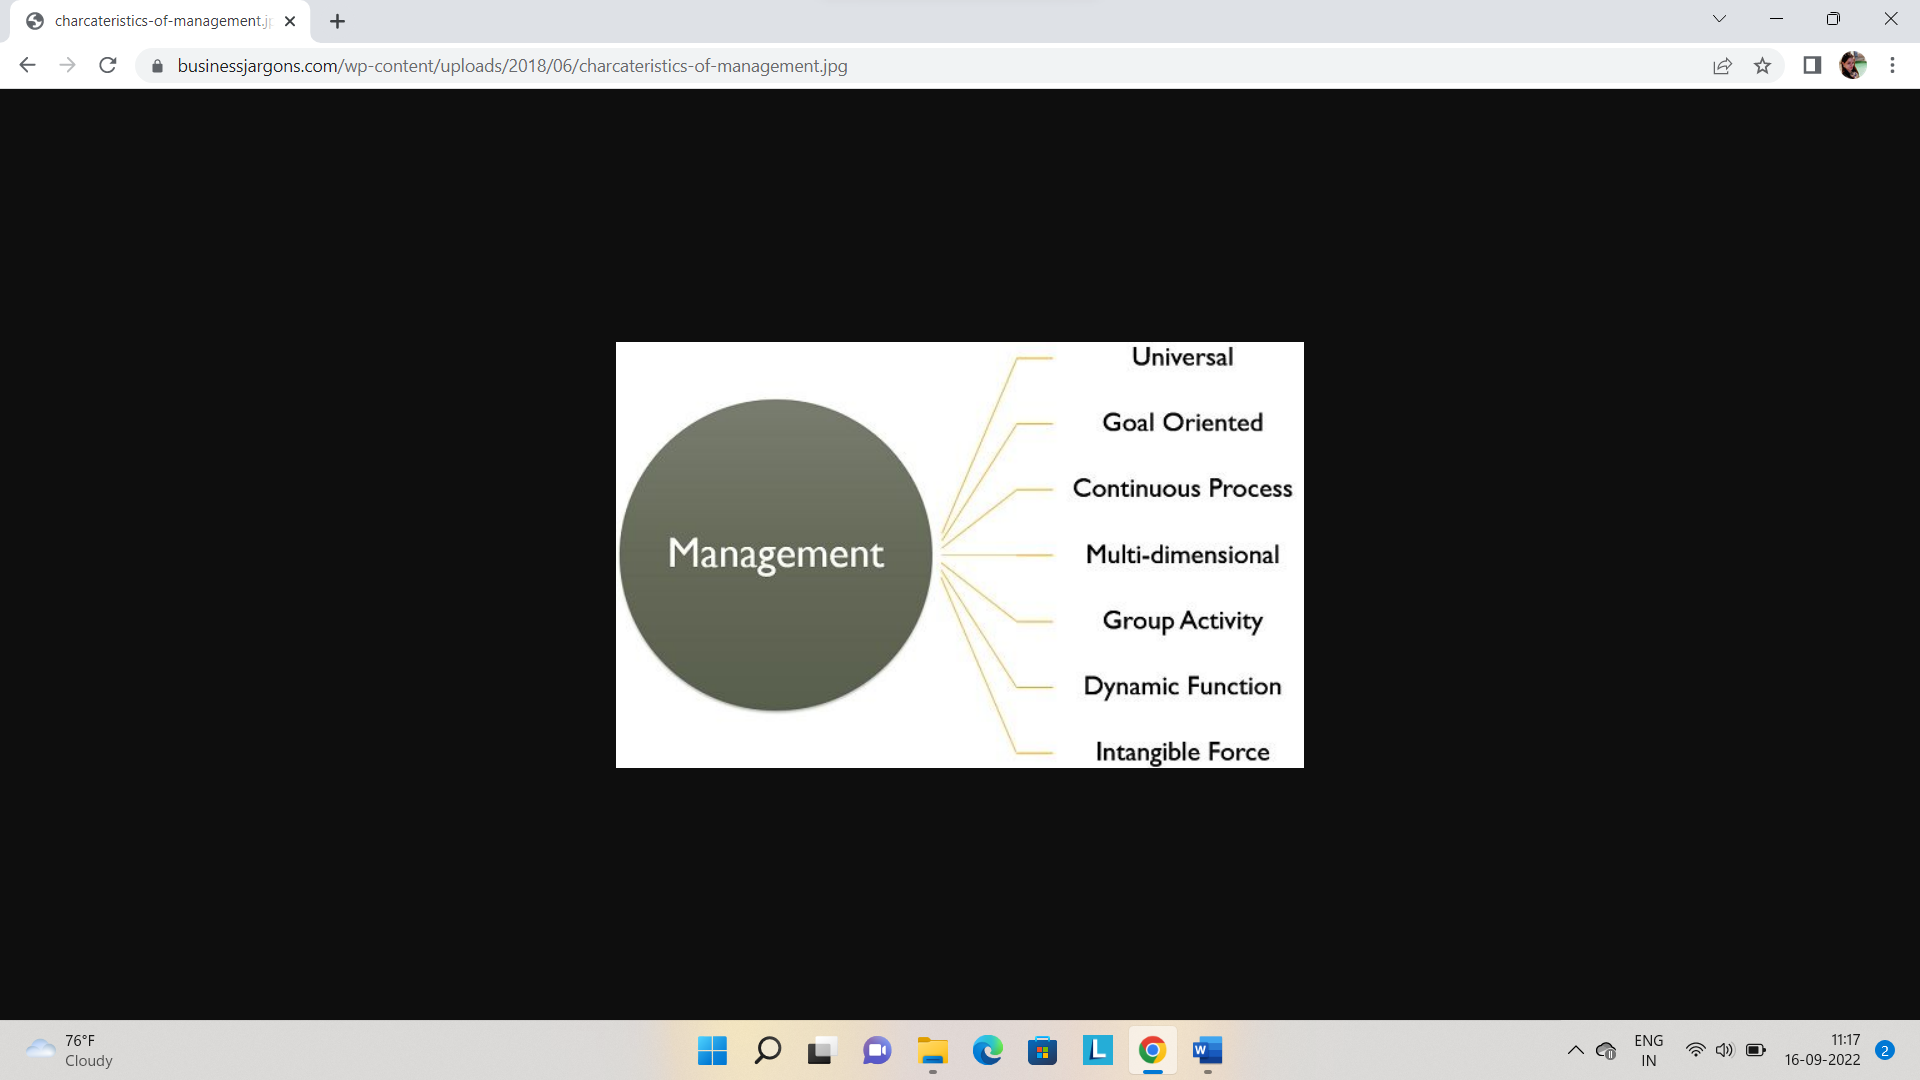 charcateristics-of-management.j
businessjargons.com/wp-content/uploads/2018/06/charcateristics-of-management.jpg
Universal
Goal Oriented
Continuous Process
Management
Multi-dimensional
Group Activity
Dynamic Function
Intangible Force
76°F
Cloudy
L
W
ENG
IN
11:17
16-09-2022
2